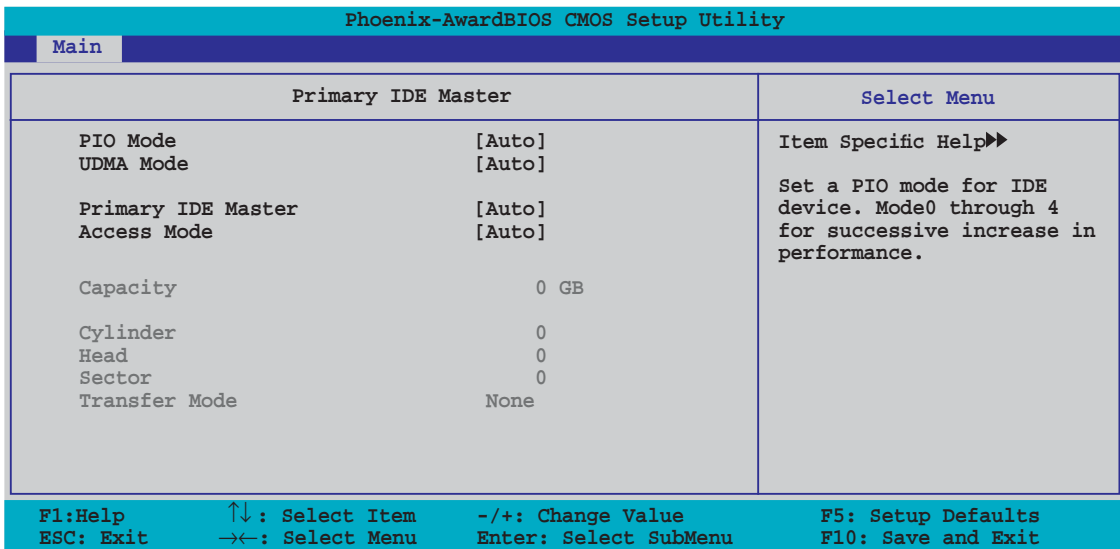 Phoenix-AwardBIOS CMOS Setup Utility
Main
Primary IDE Master
Select Menu
PIO Mode [Auto]
UDMA Mode [Auto]
Primary IDE Master [Auto]
Access Mode [Auto]
Capacity 0 GB
Cylinder 0
Head 0
Sector 0
Transfer Mode None
Item Specific Help▶▶
Set a PIO mode for IDE
device. Mode0 through 4
for successive increase in
performance.
F1:Help ↑↓: Select Item -/+: Change Value F5: Setup Defaults
ESC: Exit →←: Select Menu Enter: Select SubMenu F10: Save and Exit